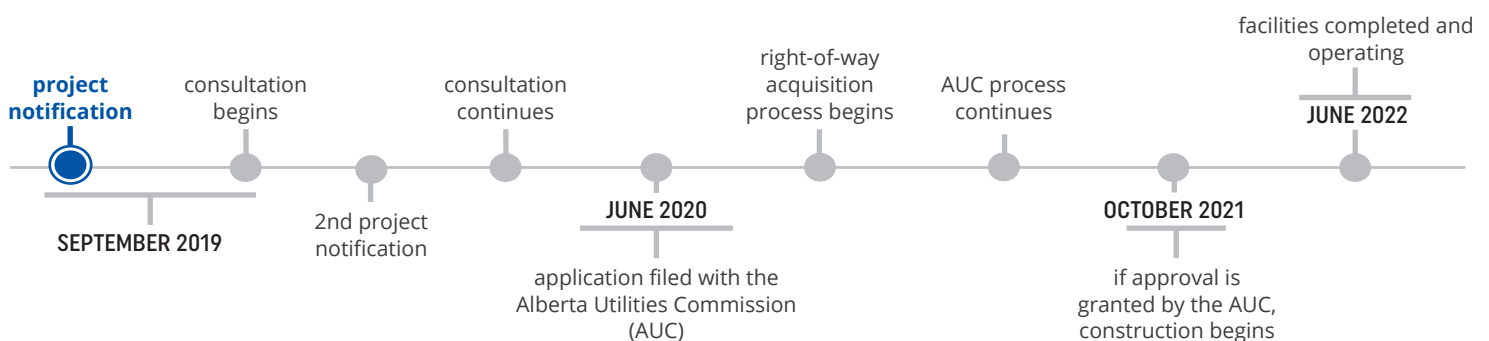 project
notification
SEPTEMBER 2019
consultation
begins
2nd project
notification
consultation
continues
JUNE 2020
application filed with the
Alberta Utilities Commission
(AUC)
right-of-way
acquisition
process begins
AUC process
continues
OCTOBER 2021
if approval is
granted by the AUC,
construction begins
facilities completed and
operating
JUNE 2022